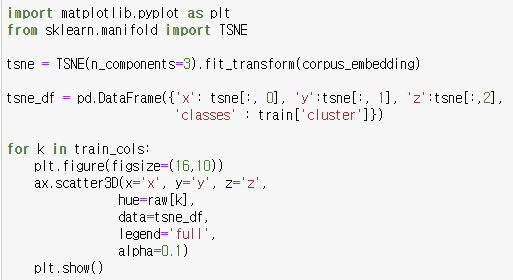 import matplotlib.pyplot as plt
from sklearn.manifold import TSNE
tsne = TSNE(n_components=3).fit_transform(corpus_embedding)
tsne_df = pd.DataFrame({'x': tsne[:, 0], 'y':tsne[:, 1], 'z':tsne[:,2],
'classes' : train['cluster']})
for k in train_cols:
plt.figure(figsize=(16,10))
ax.scatter3D(x='x', y='y', z='z',
hue=raw[k],
data=tsne_df,
legend='full',
alpha=0.1)
plt.show()